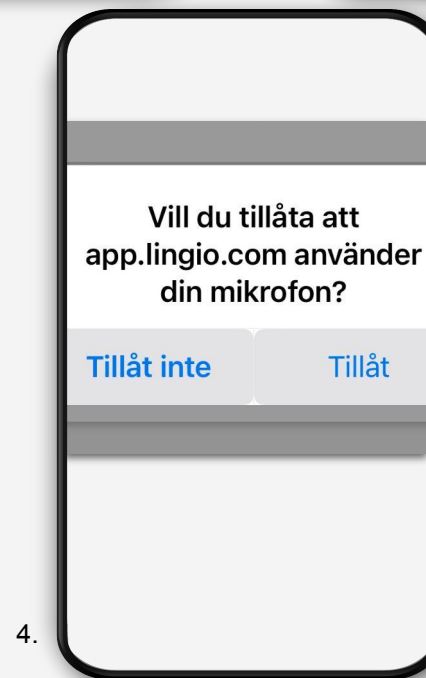 Vill du tillåta att
app.lingio.com använder
din mikrofon?
Tillåt inte Tillåt
4.